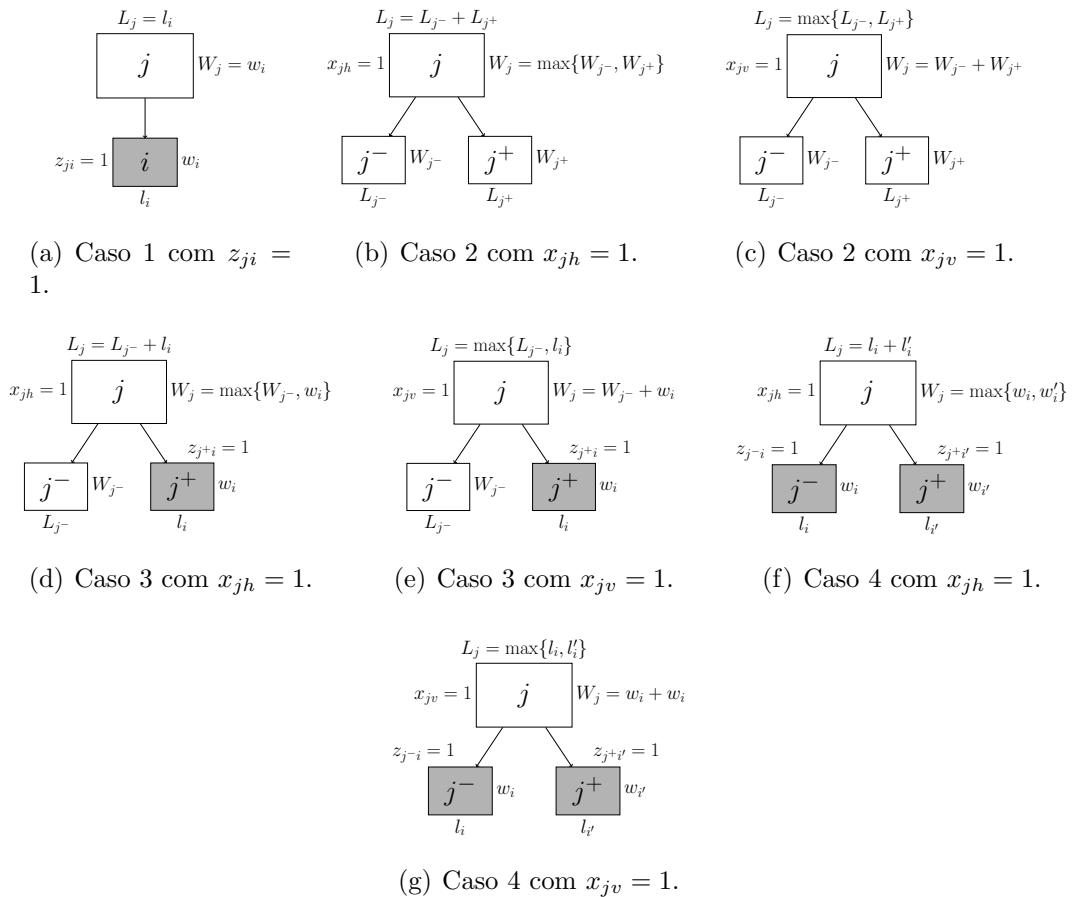 L_j = l_i
j
W_j = w_i
z_{ji} = 1
i
w_i
l_i
(a) Caso 1 com z_{ji} =
1.
L_j = L_{j^-} + L_{j^+}
x_{jh} = 1
j
W_j = max{W_{j^-}, W_{j^+}}
j^-
W_{j^-}
j^+
W_{j^+}
L_{j^-}
L_{j^+}
(b) Caso 2 com x_{jh} = 1.
L_j = max{L_{j^-}, L_{j^+}}
x_{jv} = 1
j
W_j = W_{j^-} + W_{j^+}
j^-
W_{j^-}
j^+
W_{j^+}
L_{j^-}
L_{j^+}
(c) Caso 2 com x_{jv} = 1.
L_j = L_{j^-} + l_i
x_{jh} = 1
j
W_j = max{W_{j^-}, w_i}
z_{j^+i} = 1
j^-
W_{j^-}
j^+
w_i
L_{j^-}
l_i
(d) Caso 3 com x_{jh} = 1.
L_j = max{L_{j^-}, l_i}
x_{jv} = 1
j
W_j = W_{j^-} + w_i
z_{j^+i} = 1
j^-
W_{j^-}
j^+
w_i
L_{j^-}
l_i
(e) Caso 3 com x_{jv} = 1.
L_j = l_i + l'_i
x_{jh} = 1
j
W_j = max{w_i, w'_i}
z_{j^-i} = 1
z_{j^+i'} = 1
j^-
w_i
j^+
w_{i'}
l_i
l_{i'}
(f) Caso 4 com x_{jh} = 1.
L_j = max{l_i, l'_i}
x_{jv} = 1
j
W_j = w_i + w_i
z_{j^-i} = 1
z_{j^+i'} = 1
j^-
w_i
j^+
w_{i'}
l_i
l_{i'}
(g) Caso 4 com x_{jv} = 1.